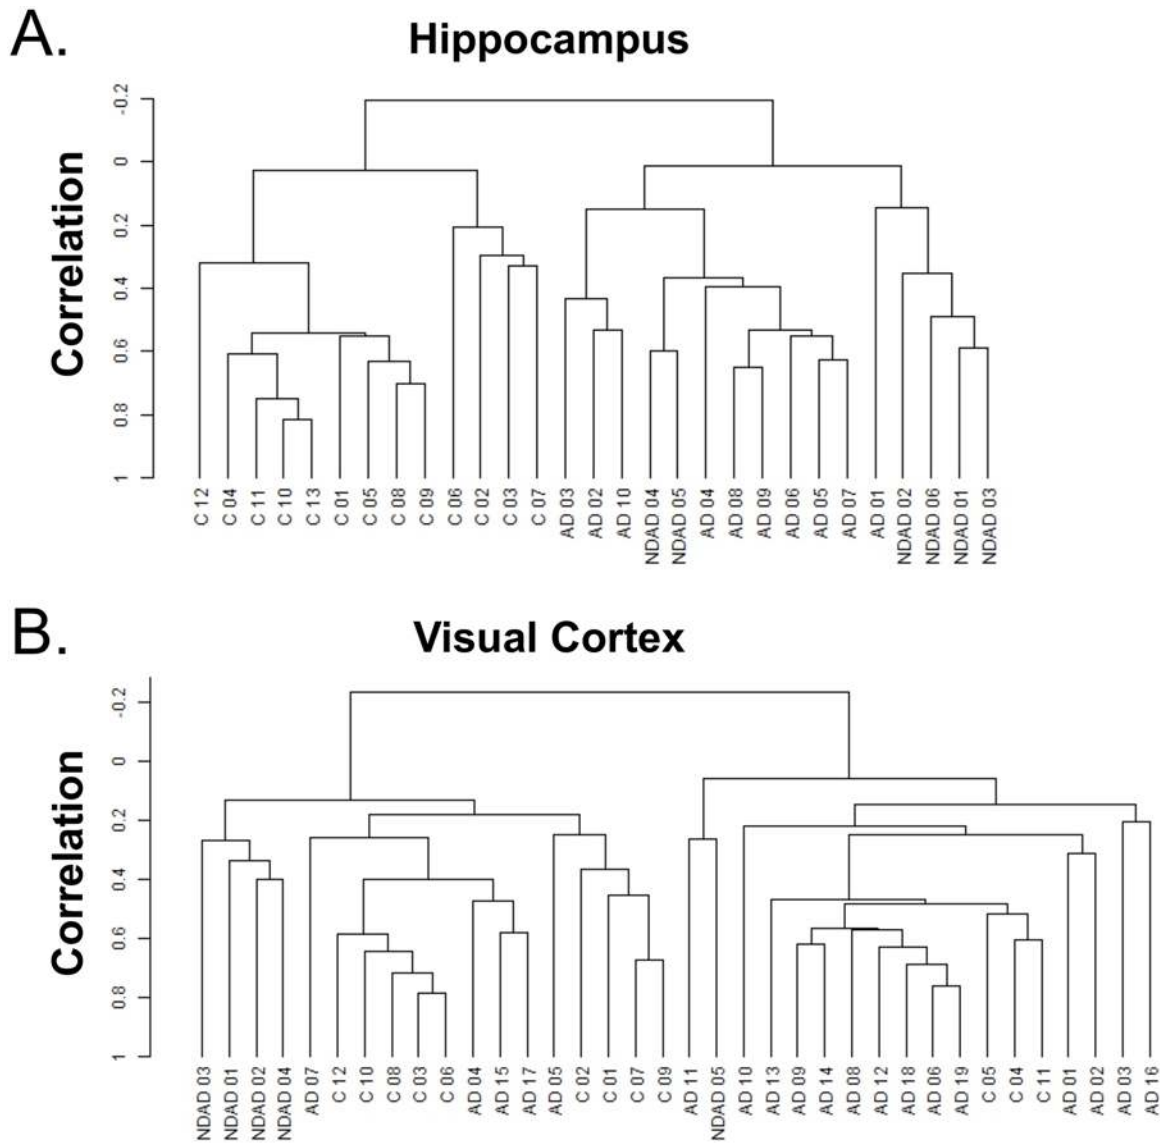 A.
Hippocampus
Correlation
-0.2
0
0.2
0.4
0.6
0.8
1
C 12
C 04
C 11
C 10
C 13
C 01
C 05
C 08
C 09
C 06
C 02
C 03
C 07
AD 03
AD 02
AD 10
NDAD 04
NDAD 05
AD 04
AD 08
AD 09
AD 06
AD 05
AD 07
AD 01
NDAD 02
NDAD 06
NDAD 01
NDAD 03
B.
Visual Cortex
Correlation
-0.2
0
0.2
0.4
0.6
0.8
1
NDAD 03
NDAD 01
NDAD 02
NDAD 04
AD 07
C 12
C 10
C 08
C 03
C 06
AD 04
AD 15
AD 17
AD 05
C 02
C 01
C 07
C 09
AD 11
NDAD 05
AD 10
AD 13
AD 09
AD 14
AD 08
AD 12
AD 18
AD 06
AD 19
C 05
C 04
C 11
AD 01
AD 02
AD 03
AD 16